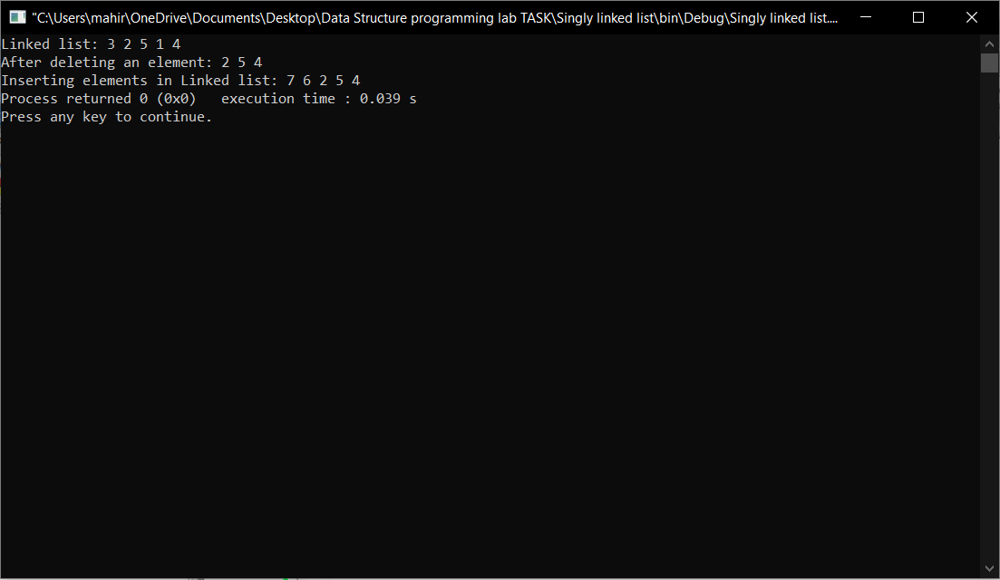 "C:\Users\mahir\OneDrive\Documents\Desktop\Data Structure programming lab TASK\Singly linked list\bin\Debug\Singly linked list....
Linked list: 3 2 5 1 4
After deleting an element: 2 5 4
Inserting elements in Linked list: 7 6 2 5 4
Process returned 0 (0x0)   execution time : 0.039 s
Press any key to continue.